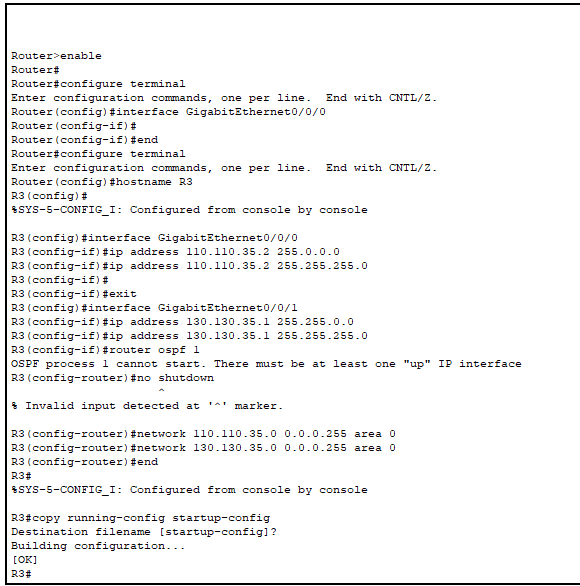 Router>enable
Router#
Router#configure terminal
Enter configuration commands, one per line.  End with CNTL/Z.
Router(config)#interface GigabitEthernet0/0/0
Router(config-if)#
Router(config-if)#end
Router#configure terminal
Enter configuration commands, one per line.  End with CNTL/Z.
Router(config)#hostname R3
R3(config)#
%SYS-5-CONFIG_I: Configured from console by console
R3(config)#interface GigabitEthernet0/0/0
R3(config-if)#ip address 110.110.35.2 255.0.0.0
R3(config-if)#ip address 110.110.35.2 255.255.255.0
R3(config-if)#
R3(config-if)#exit
R3(config)#interface GigabitEthernet0/0/1
R3(config-if)#ip address 130.130.35.1 255.255.0.0
R3(config-if)#ip address 130.130.35.1 255.255.255.0
R3(config-if)#router ospf 1
OSPF process 1 cannot start. There must be at least one "up" IP interface
R3(config-router)#no shutdown
^
% Invalid input detected at '^' marker.
R3(config-router)#network 110.110.35.0 0.0.0.255 area 0
R3(config-router)#network 130.130.35.0 0.0.0.255 area 0
R3(config-router)#end
R3#
%SYS-5-CONFIG_I: Configured from console by console
R3#copy running-config startup-config
Destination filename [startup-config]?
Building configuration...
[OK]
R3#